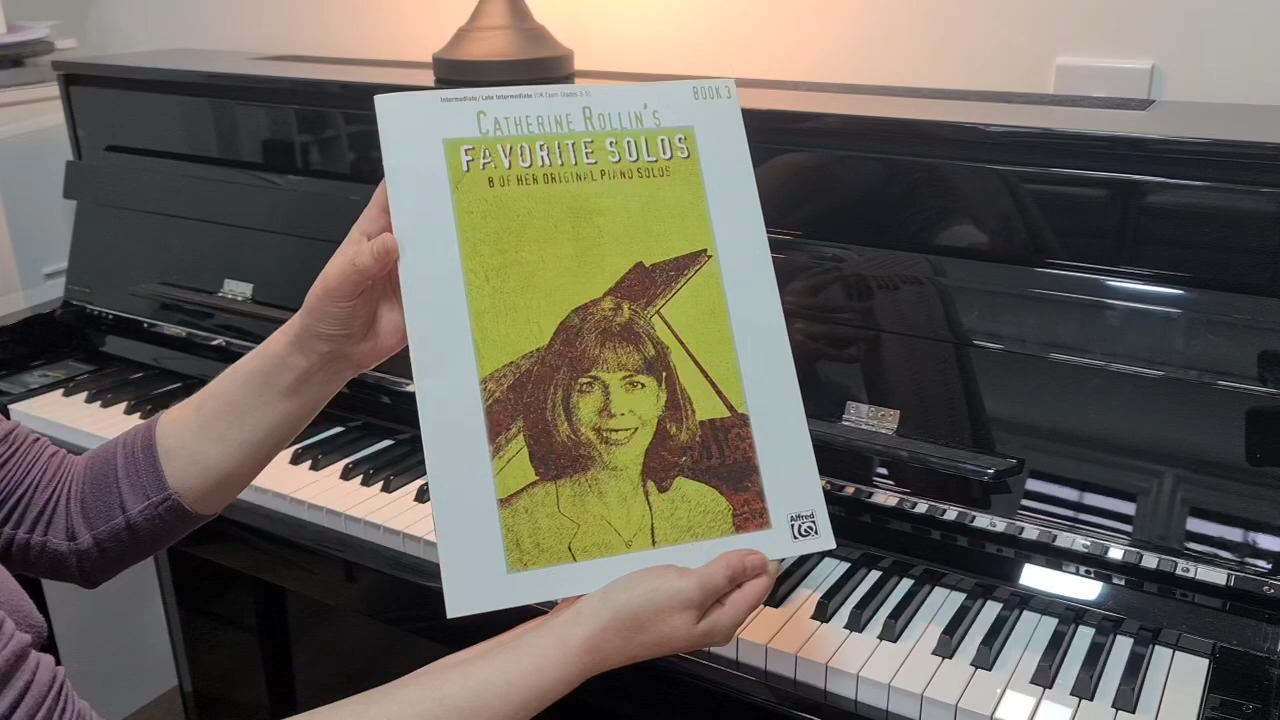 Intermediate/Late Intermediate (UK Exam Grades 3-5)
BOOK 3
CATHERINE ROLLIN'S
FAVORITE SOLOS
8 OF HER ORIGINAL PIANO SOLOS
Alfred